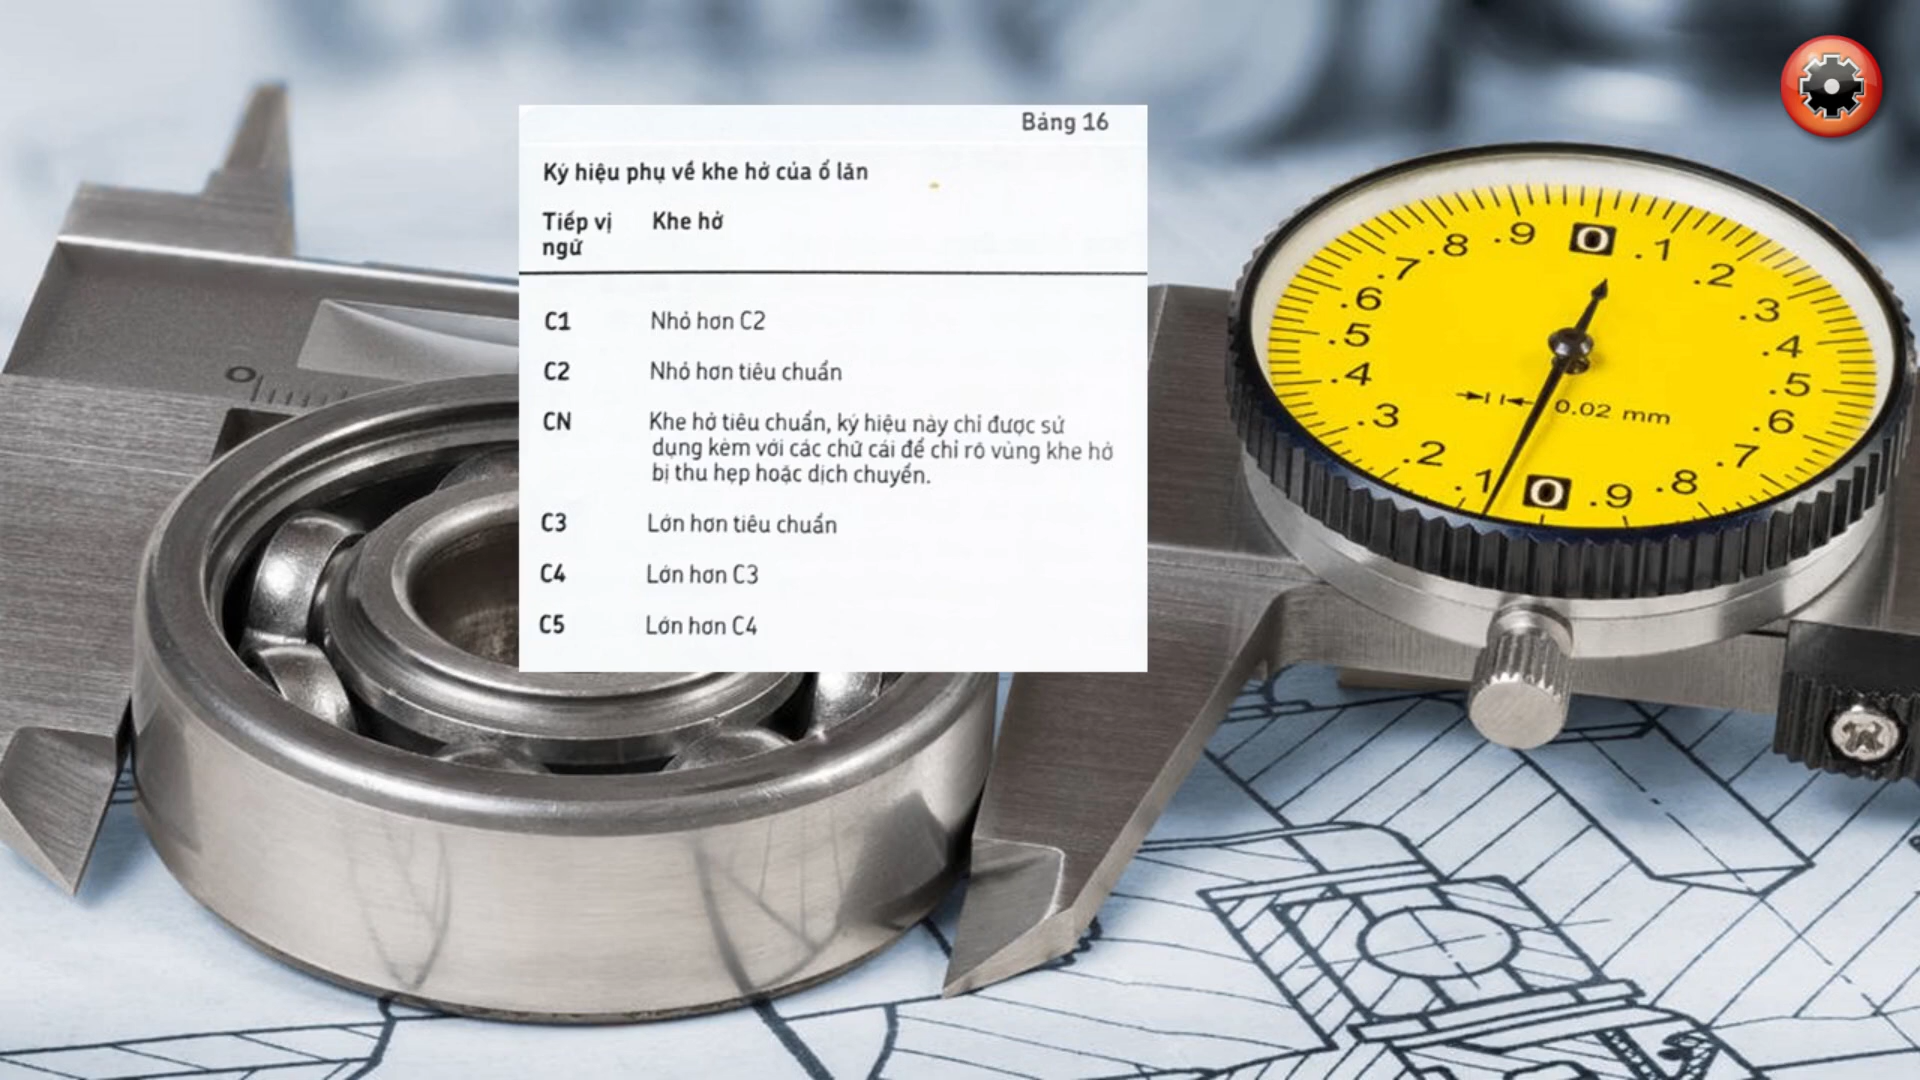 Bảng 16
Ký hiệu phụ về khe hở của ổ lăn
Tiếp vị Khe hở
ngữ
C1 Nhỏ hơn C2
C2 Nhỏ hơn tiêu chuẩn
CN Khe hở tiêu chuẩn, ký hiệu này chỉ được sử
dụng kèm với các chữ cái để chỉ rõ vùng khe hở
bị thu hẹp hoặc dịch chuyển.
C3 Lớn hơn tiêu chuẩn
C4 Lớn hơn C3
C5 Lớn hơn C4
0
0 .1 .2 .3 .4 .5 .6 .7 .8 .9
0 .1 .2 .3 .4 .5 .6 .7 .8 .9
0.02 mm